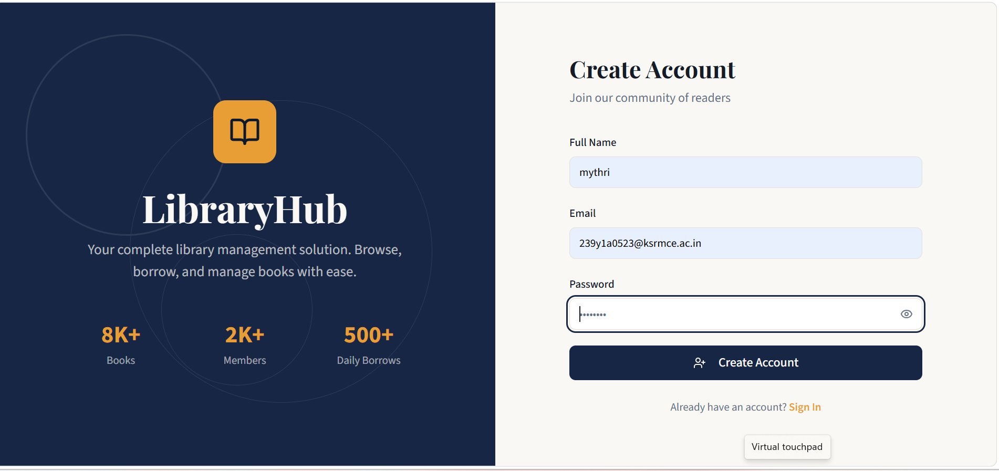 LibraryHub
Your complete library management solution. Browse,
borrow, and manage books with ease.
8K+
Books
2K+
Members
500+
Daily Borrows
Create Account
Join our community of readers
Full Name
mythri
Email
239y1a0523@ksrmce.ac.in
Password
••••••••
Create Account
Already have an account? Sign In
Virtual touchpad